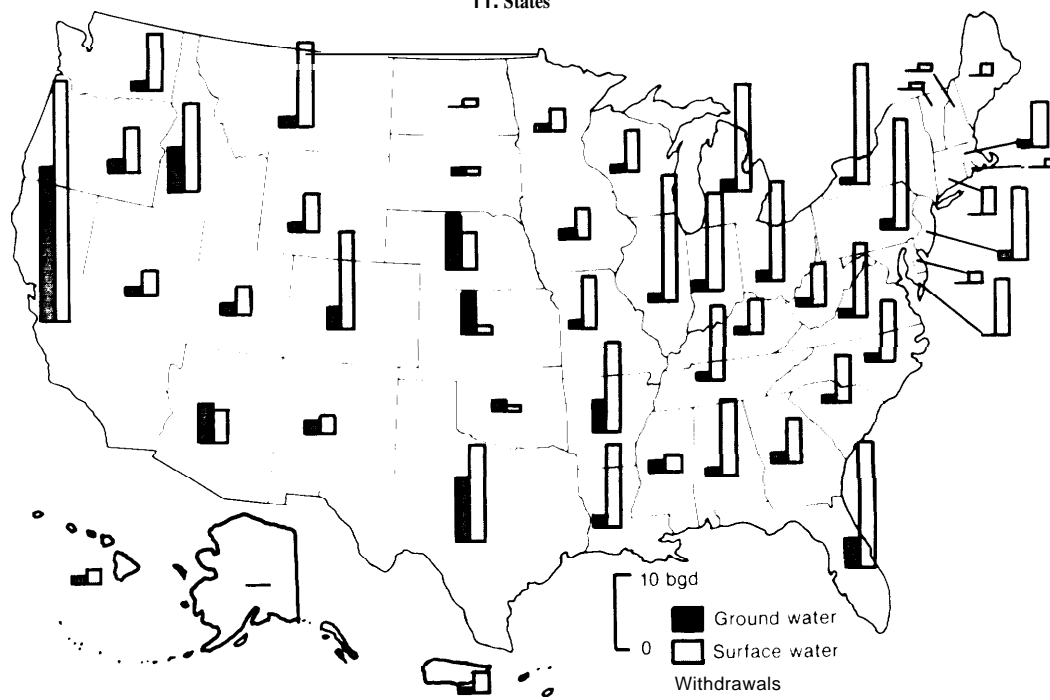 11. States
10 bgd
Ground water
0
Surface water
Withdrawals